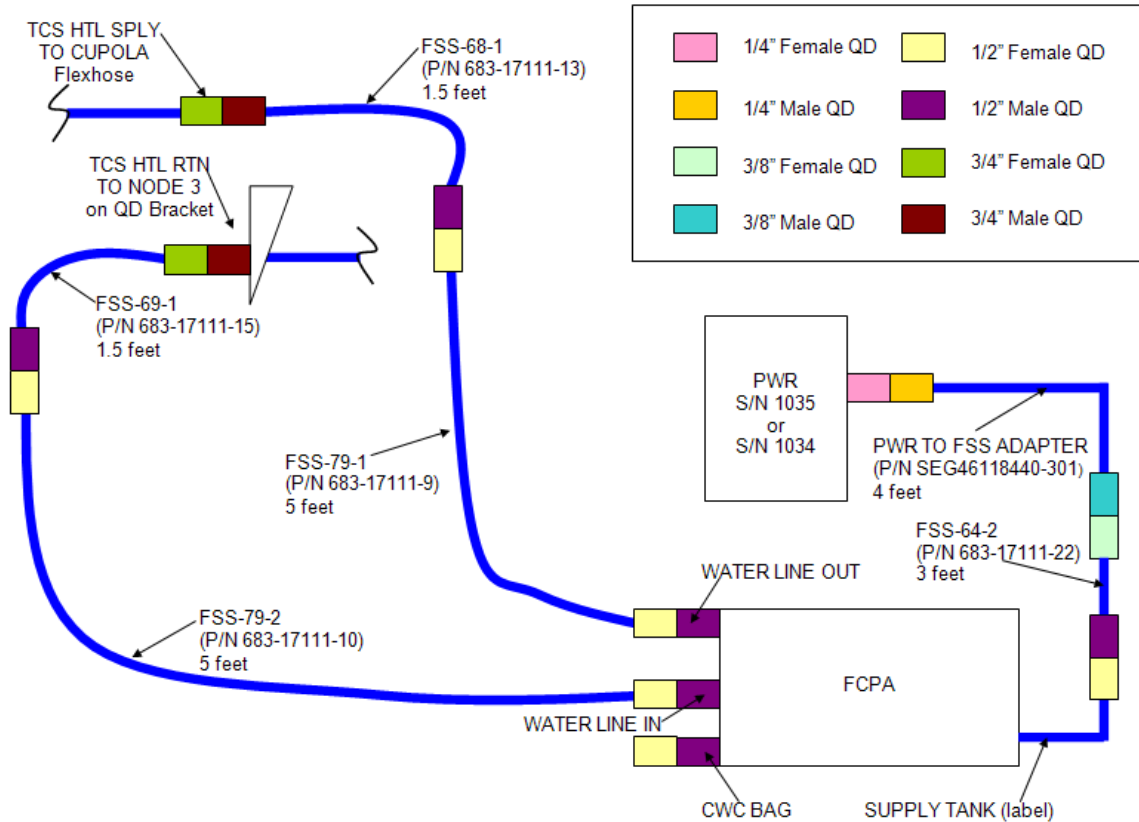 TCS HTL SPLY
TO CUPOLA
Flexhose
FSS-68-1
(P/N 683-17111-13)
1.5 feet
1/4” Female QD
1/2” Female QD
1/4” Male QD
1/2” Male QD
3/8” Female QD
3/4” Female QD
3/8” Male QD
3/4” Male QD
TCS HTL RTN
TO NODE 3
on QD Bracket
FSS-69-1
(P/N 683-17111-15)
1.5 feet
PWR
S/N 1035
or
S/N 1034
PWR TO FSS ADAPTER
(P/N SEG46118440-301)
4 feet
FSS-79-1
(P/N 683-17111-9)
5 feet
FSS-64-2
(P/N 683-17111-22)
3 feet
WATER LINE OUT
FSS-79-2
(P/N 683-17111-10)
5 feet
FCPA
WATER LINE IN
CWC BAG
SUPPLY TANK (label)